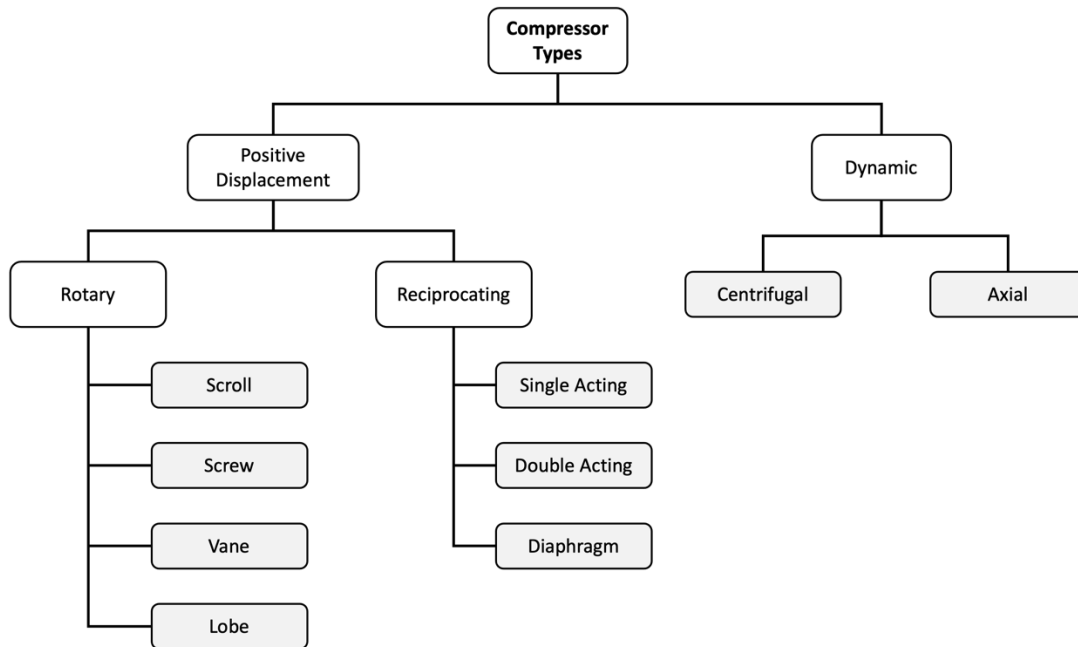 Compressor
Types
Positive
Displacement
Dynamic
Rotary
Reciprocating
Centrifugal
Axial
Scroll
Single Acting
Screw
Double Acting
Vane
Diaphragm
Lobe